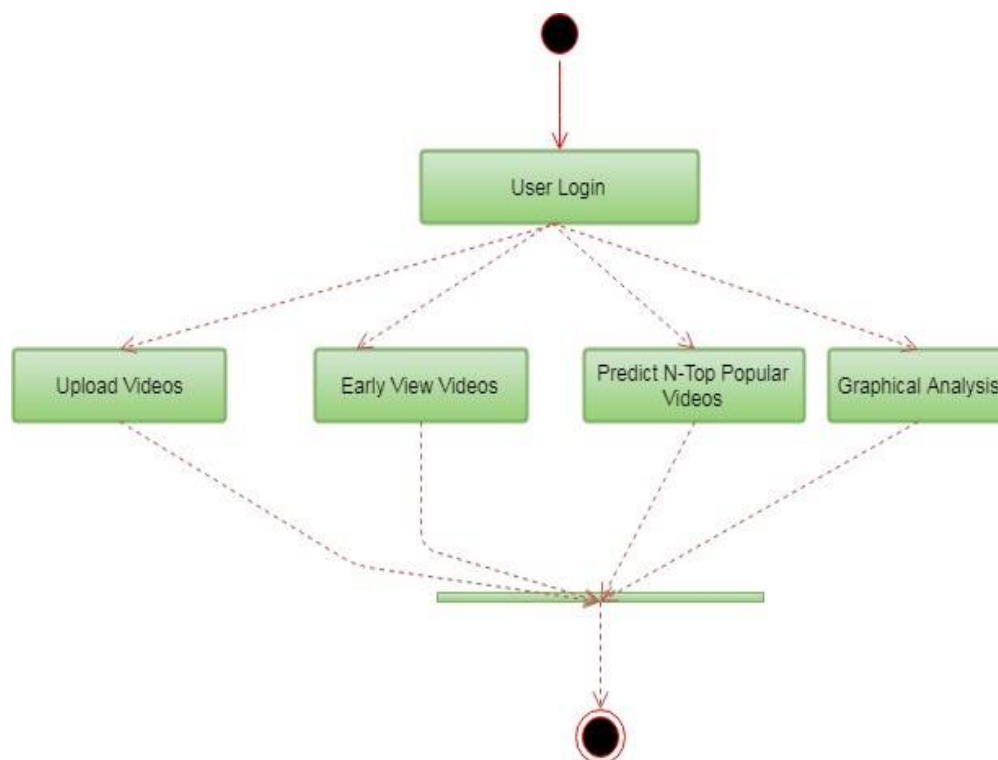 User Login
Upload Videos
Early View Videos
Predict N-Top Popular
Videos
Graphical Analysis